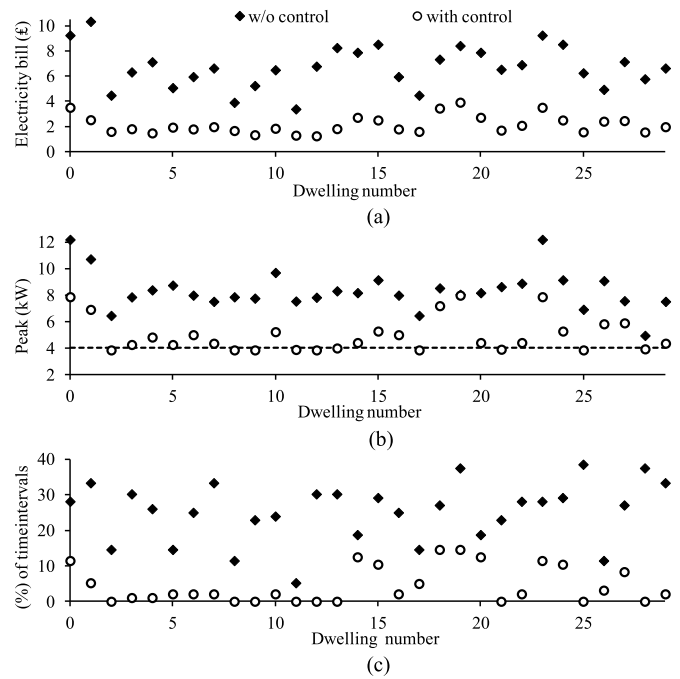 w/o control with control
Electricity bill (£)
10
8
6
4
2
0
0 5 10 15 20 25
Dwelling number
(a)
Peak (kW)
12
10
8
6
4
2
0 5 10 15 20 25
Dwelling number
(b)
(%) of timeintervals
40
30
20
10
0
0 5 10 15 20 25
Dwelling number
(c)